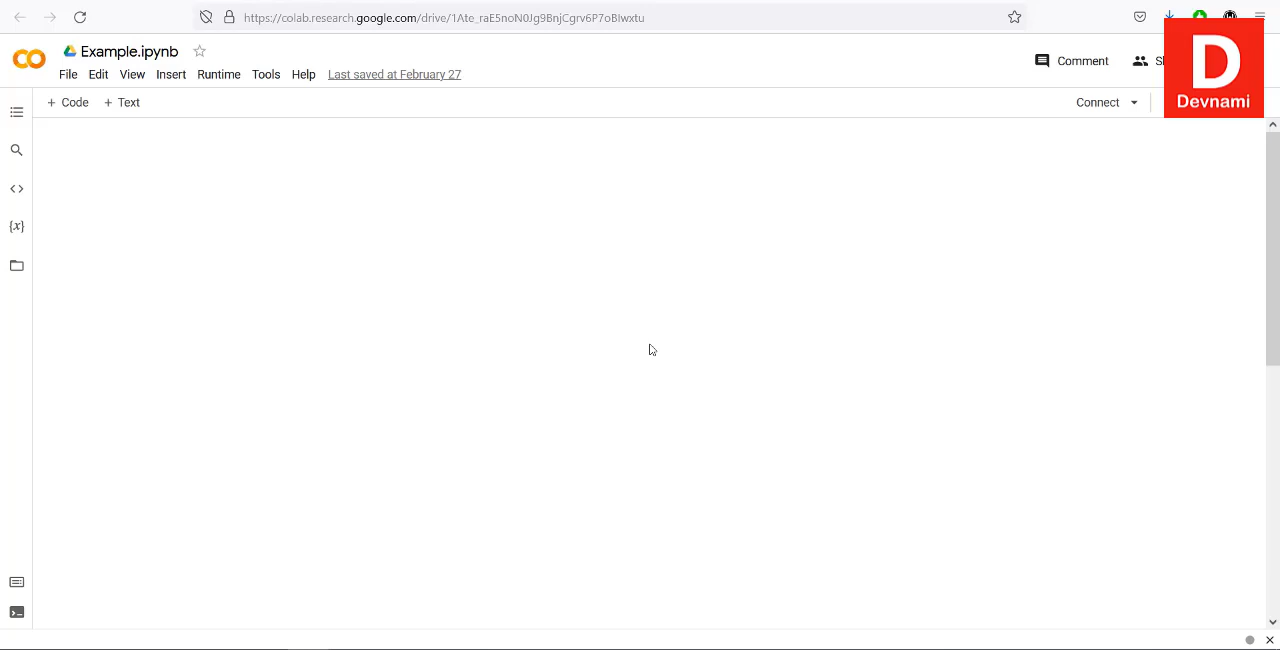 https://colab.research.google.com/drive/1Ate_raE5noN0Jg9BnjCgrv6P7oBIwxtu
Example.ipynb
File Edit View Insert Runtime Tools Help Last saved at February 27
Comment
+ Code + Text
Connect
{x}
D
Devnami